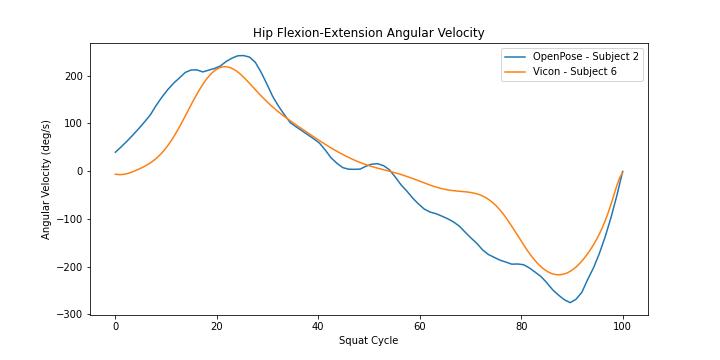 Hip Flexion-Extension Angular Velocity
OpenPose - Subject 2
Vicon - Subject 6
Angular Velocity (deg/s)
200
100
0
−100
−200
−300
0
20
40
60
80
100
Squat Cycle